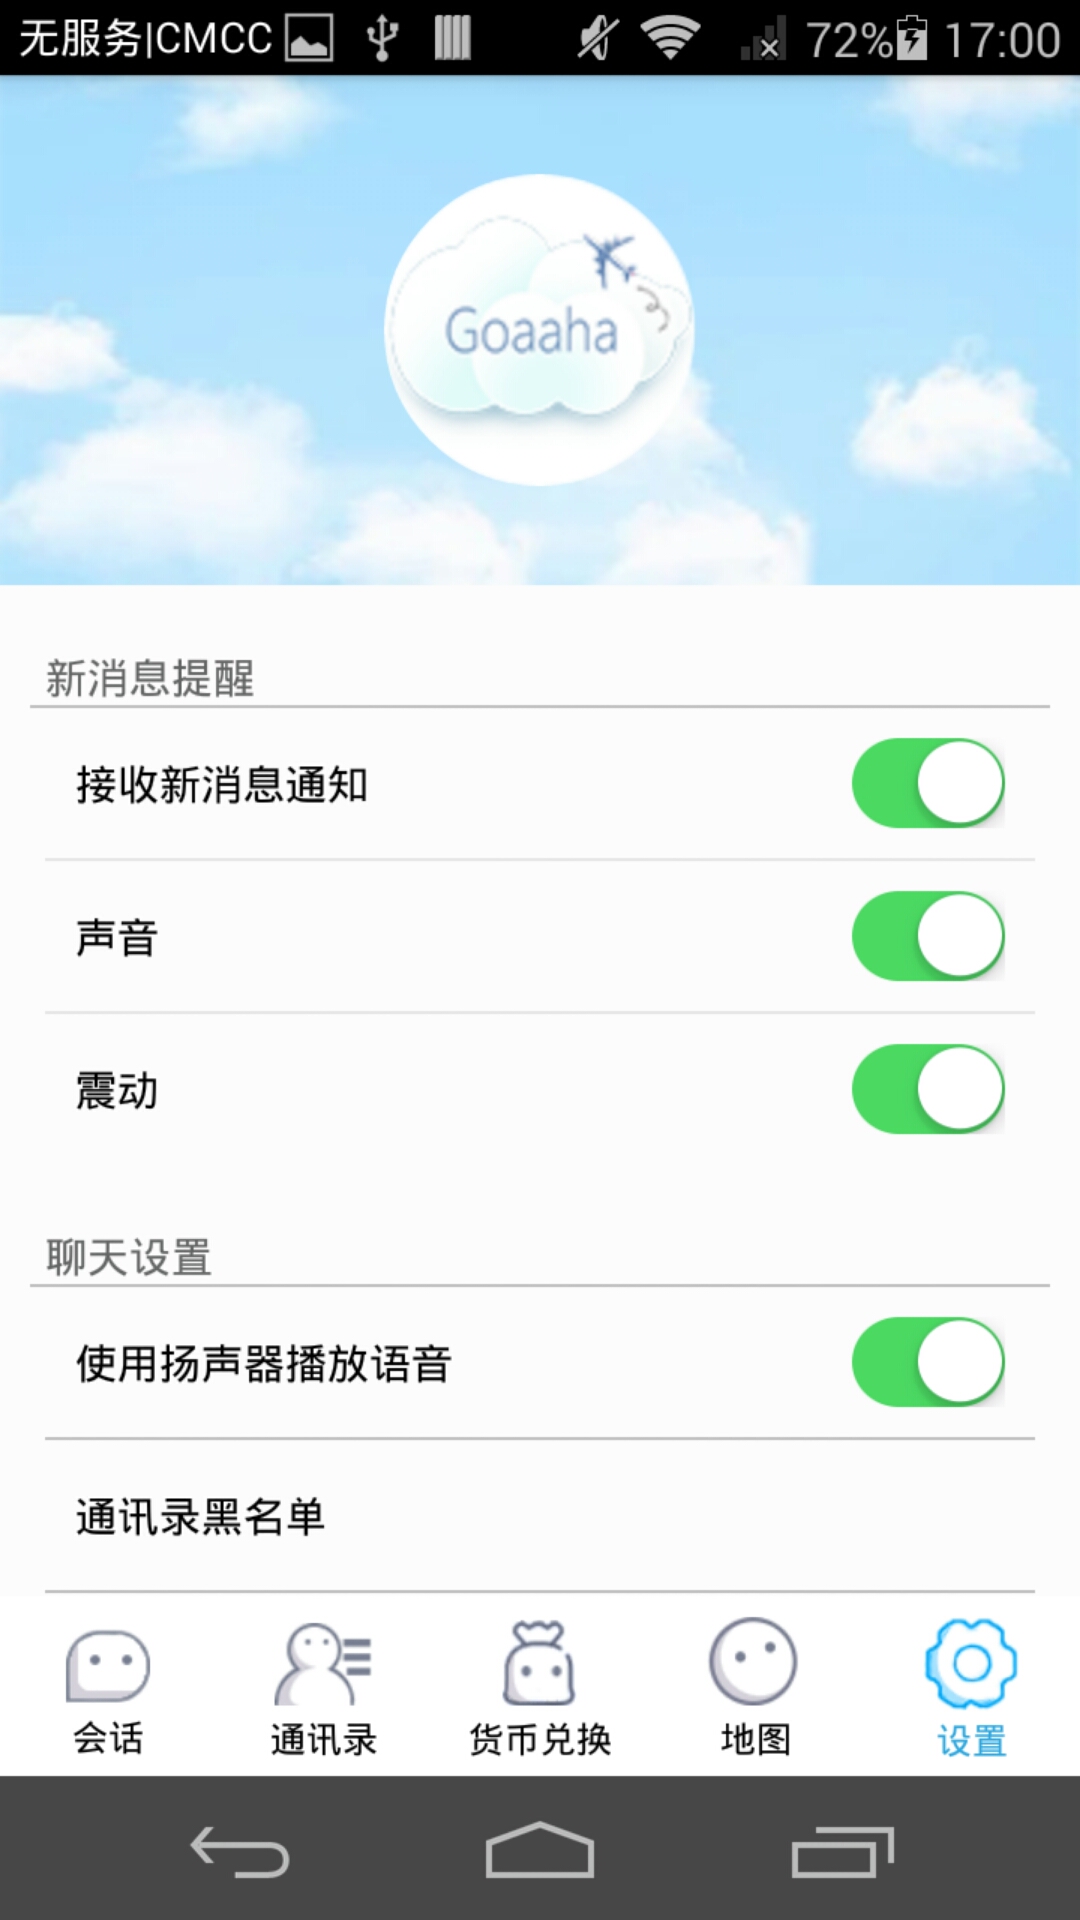 无服务|CMCC 72% 17:00
Goaaha
新消息提醒
接收新消息通知
声音
震动
聊天设置
使用扬声器播放语音
通讯录黑名单
会话 通讯录 货币兑换 地图 设置